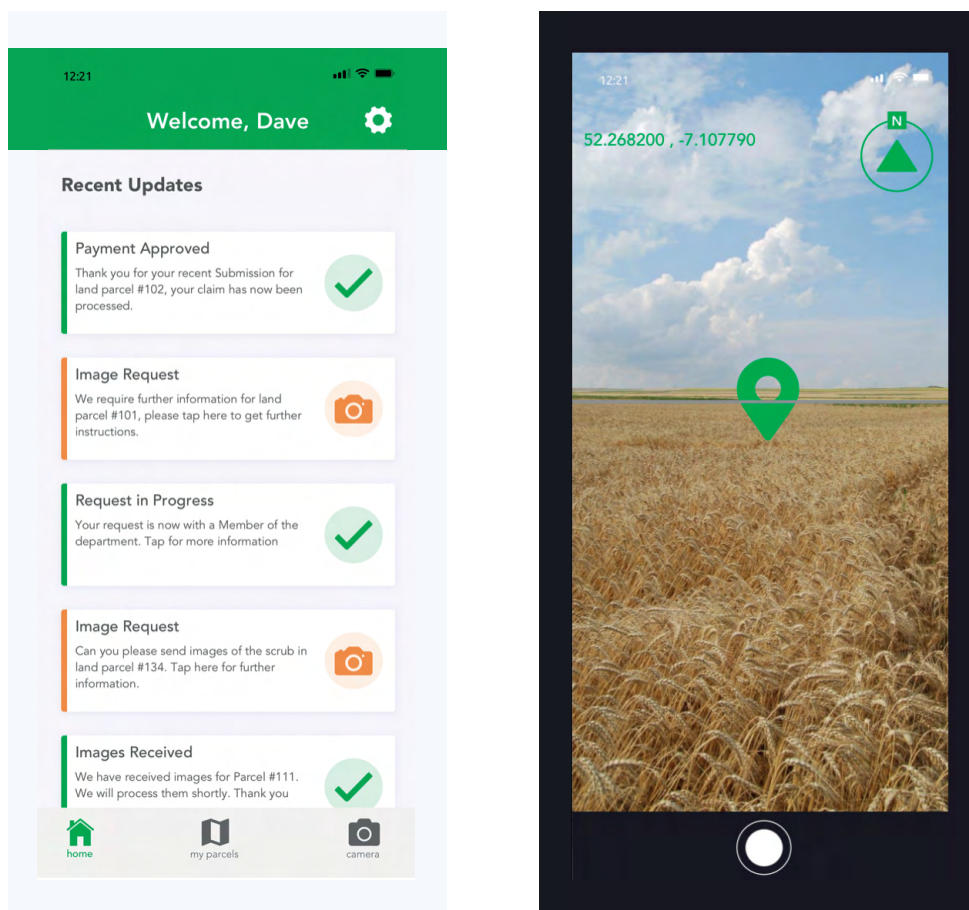 12:21
Welcome, Dave
Recent Updates
Payment Approved
Thank you for your recent Submission for
land parcel #102, your claim has now been
processed.
Image Request
We require further information for land
parcel #101, please tap here to get further
instructions.
Request in Progress
Your request is now with a Member of the
department. Tap for more information
Image Request
Can you please send images of the scrub in
land parcel #134. Tap here for further
information.
Images Received
We have received images for Parcel #111.
We will process them shortly. Thank you
home
my parcels
camera
12:21
52.268200 , -7.107790
N